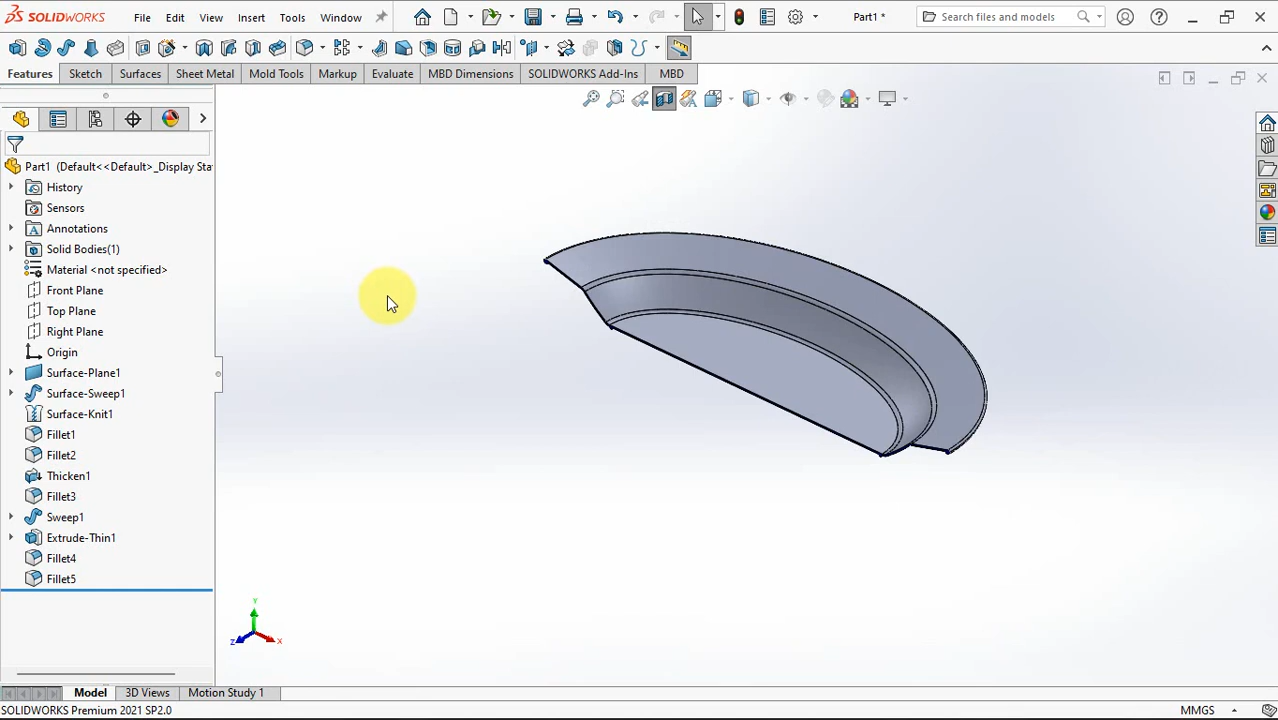 SOLIDWORKS File Edit View Insert Tools Window Part1 * Search files and models
Features Sketch Surfaces Sheet Metal Mold Tools Markup Evaluate MBD Dimensions SOLIDWORKS Add-Ins MBD
Part1 (Default<<Default>_Display Sta
History
Sensors
Annotations
Solid Bodies(1)
Material <not specified>
Front Plane
Top Plane
Right Plane
Origin
Surface-Plane1
Surface-Sweep1
Surface-Knit1
Fillet1
Fillet2
Thicken1
Fillet3
Sweep1
Extrude-Thin1
Fillet4
Fillet5
Y
Z X
Model 3D Views Motion Study 1
SOLIDWORKS Premium 2021 SP2.0 MMGS